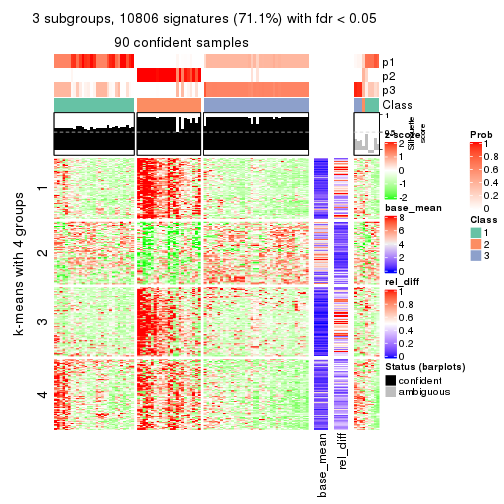 3 subgroups, 10806 signatures (71.1%) with fdr < 0.05
90 confident samples
p1
p2
p3
Class
1
0.5
Silhouette
score
k-means with 4 groups
1
2
3
4
base_mean
rel_diff
z-score
2
1
0
-1
-2
base_mean
8
6
4
2
0
rel_diff
1
0.8
0.6
0.4
0.2
0
Status (barplots)
confident
ambiguous
Prob
1
0.8
0.6
0.4
0.2
0
Class
1
2
3